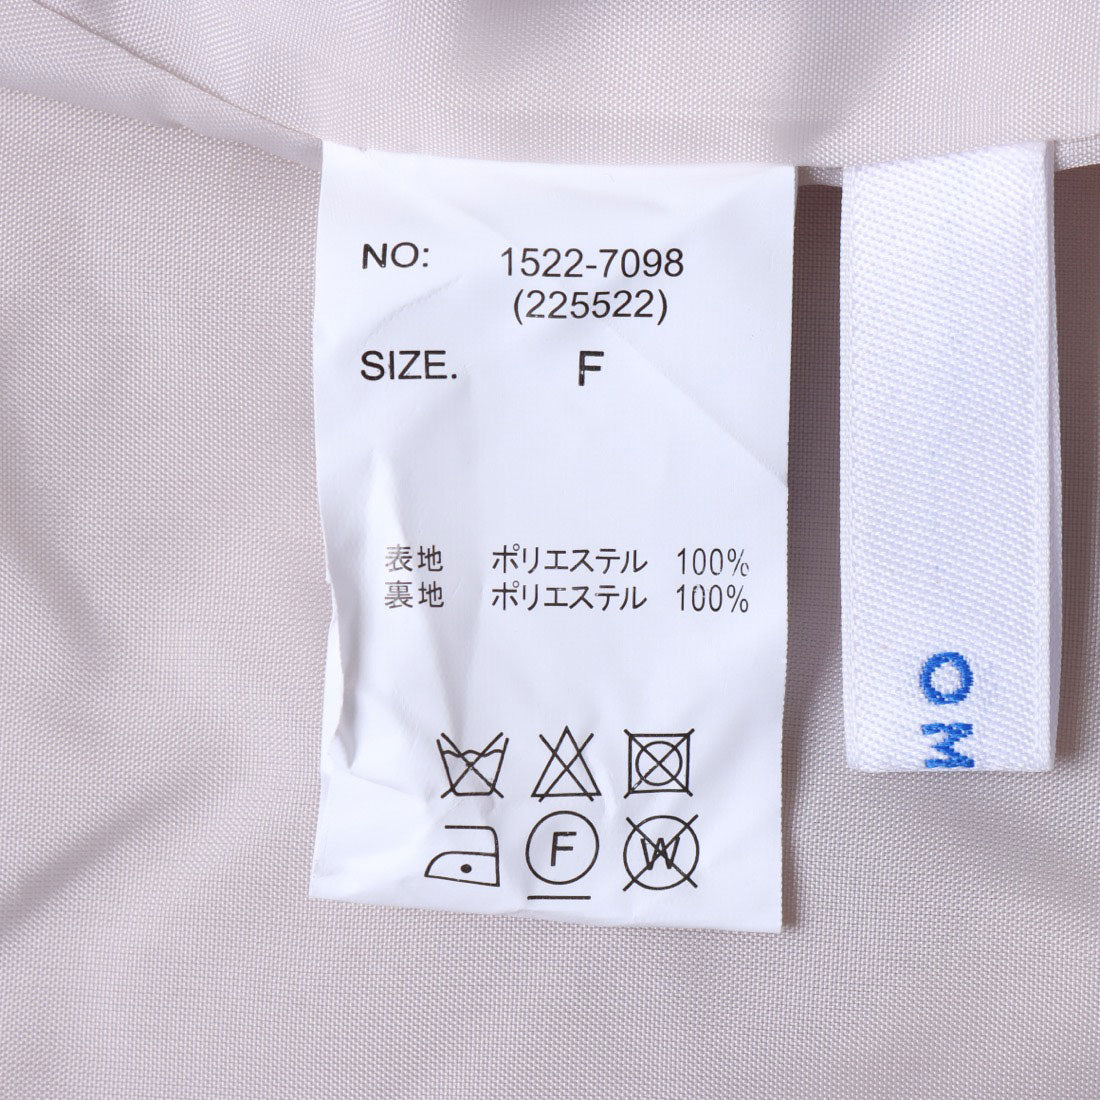 NO: 1522-7098
(225522)
SIZE. F
表地 ポリエステル 100%
裏地 ポリエステル 100%
F
W
OM